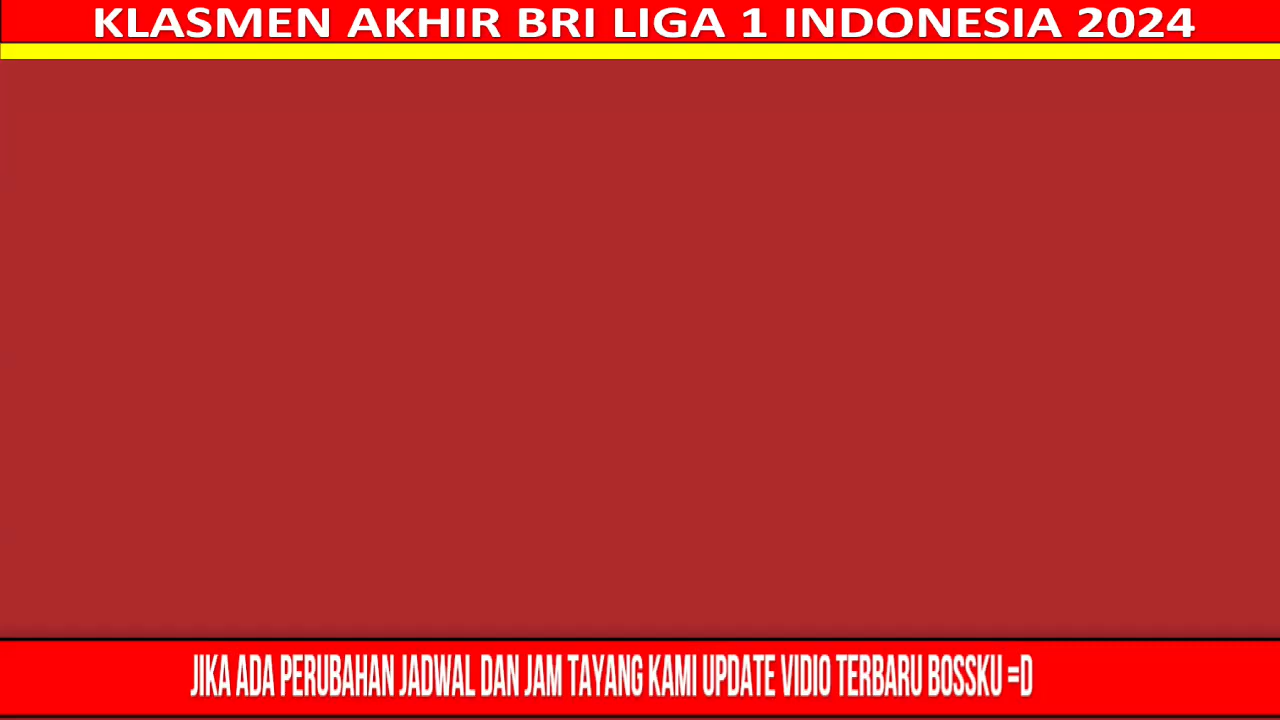 KLASMEN AKHIR BRI LIGA 1 INDONESIA 2024
JIKA ADA PERUBAHAN JADWAL DAN JAM TAYANG KAMI UPDATE VIDIO TERBARU BOSSKU =D